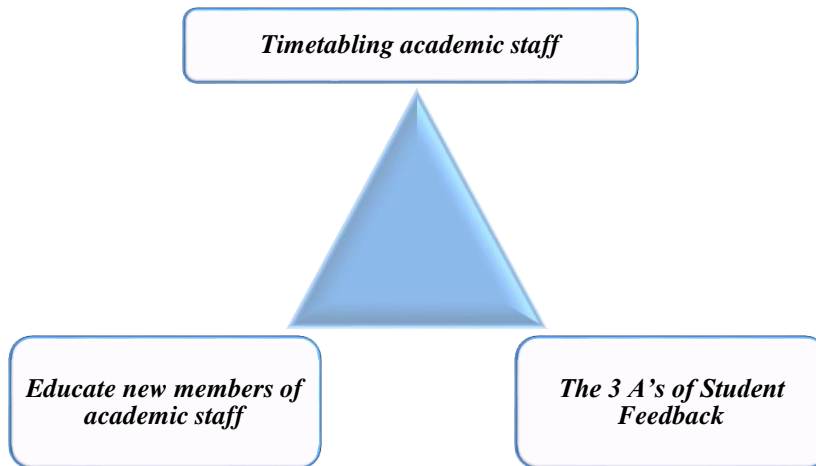 Timetabling academic staff
Educate new members of
academic staff
The 3 A’s of Student
Feedback